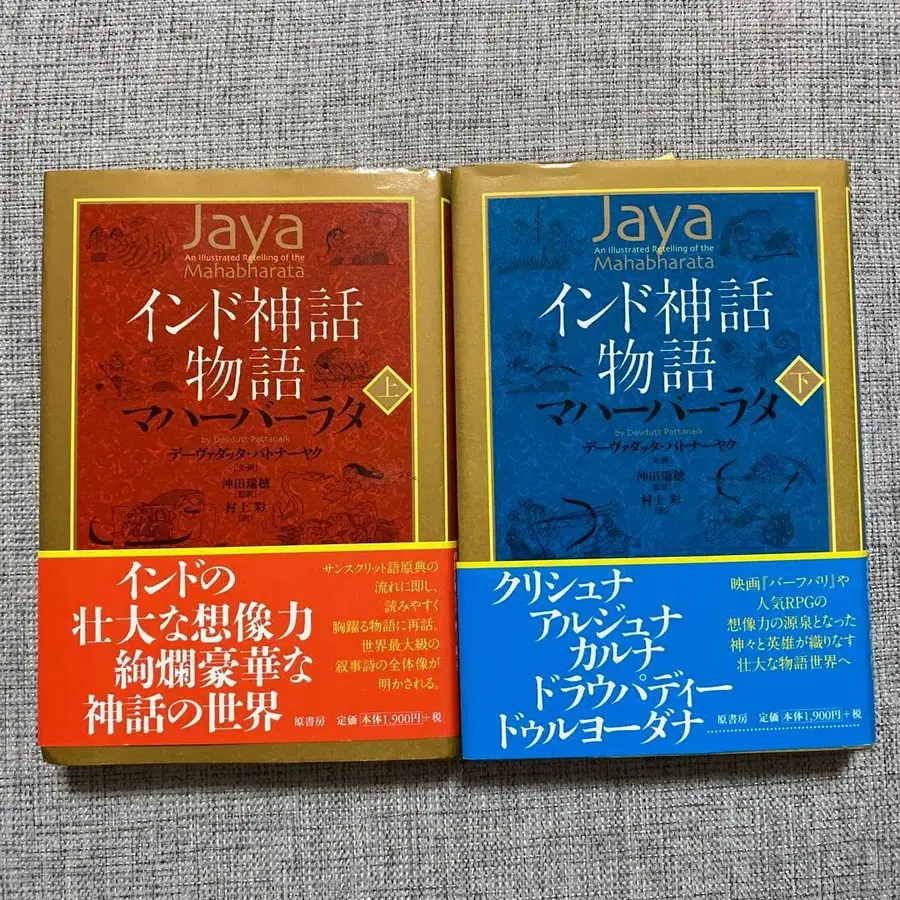 Jaya
An Illustrated Retelling of the
Mahabharata
インド神話
物語
上
マハーバーラタ
by Devdutt Pattanaik
デーヴァダッタ・パトナーヤク
[文・画]
沖田瑞穂
[監訳]
村上彩
[訳]
インドの
壮大な想像力
絢爛豪華な
神話の世界
サンスクリット語原典の
流れに即し、
読みやすく
胸躍る物語に再話。
世界最大級の
叙事詩の全体像が
明かされる。
原書房 定価 本体1,900円+税
Jaya
An Illustrated Retelling of the
Mahabharata
インド神話
物語
下
マハーバーラタ
by Devdutt Pattanaik
デーヴァダッタ・パトナーヤク
[文・画]
沖田瑞穂
[監訳]
村上彩
[訳]
クリシュナ
アルジュナ
カルナ
ドラウパディー
ドゥルヨーダナ
映画『バーフバリ』や
人気RPGの
想像力の源泉となった
神々と英雄が織りなす
壮大な物語世界へ
原書房 定価 本体1,900円+税